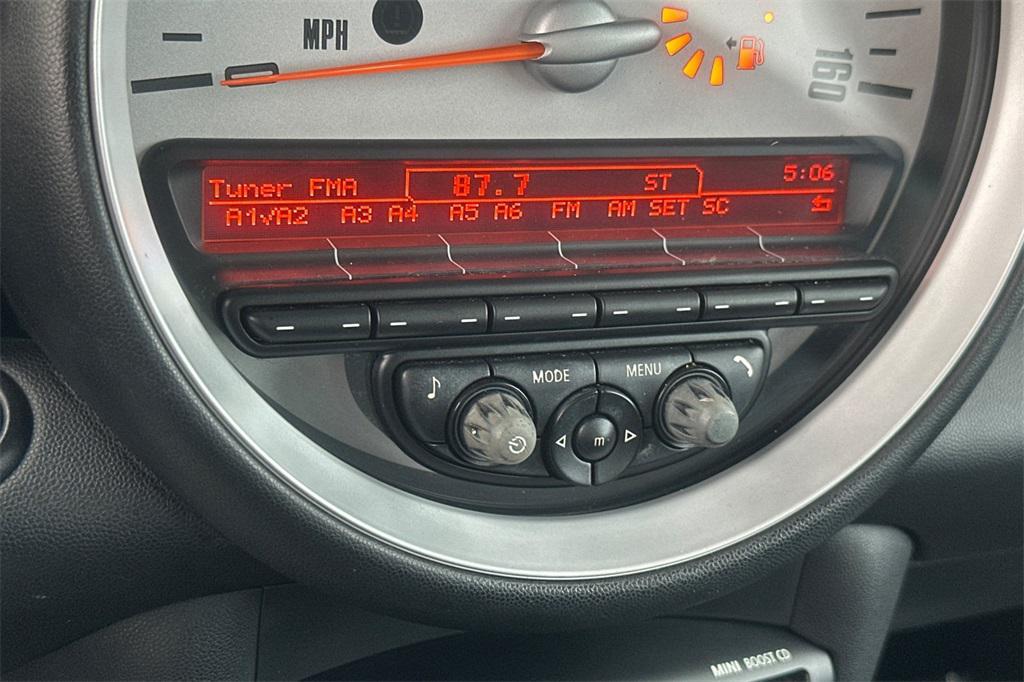 MPH
160
Tuner FMA 87.7 ST 5:06
A1√A2 A3 A4 A5 A6 FM AM SET SC
MODE MENU
m
MINI BOOST CD